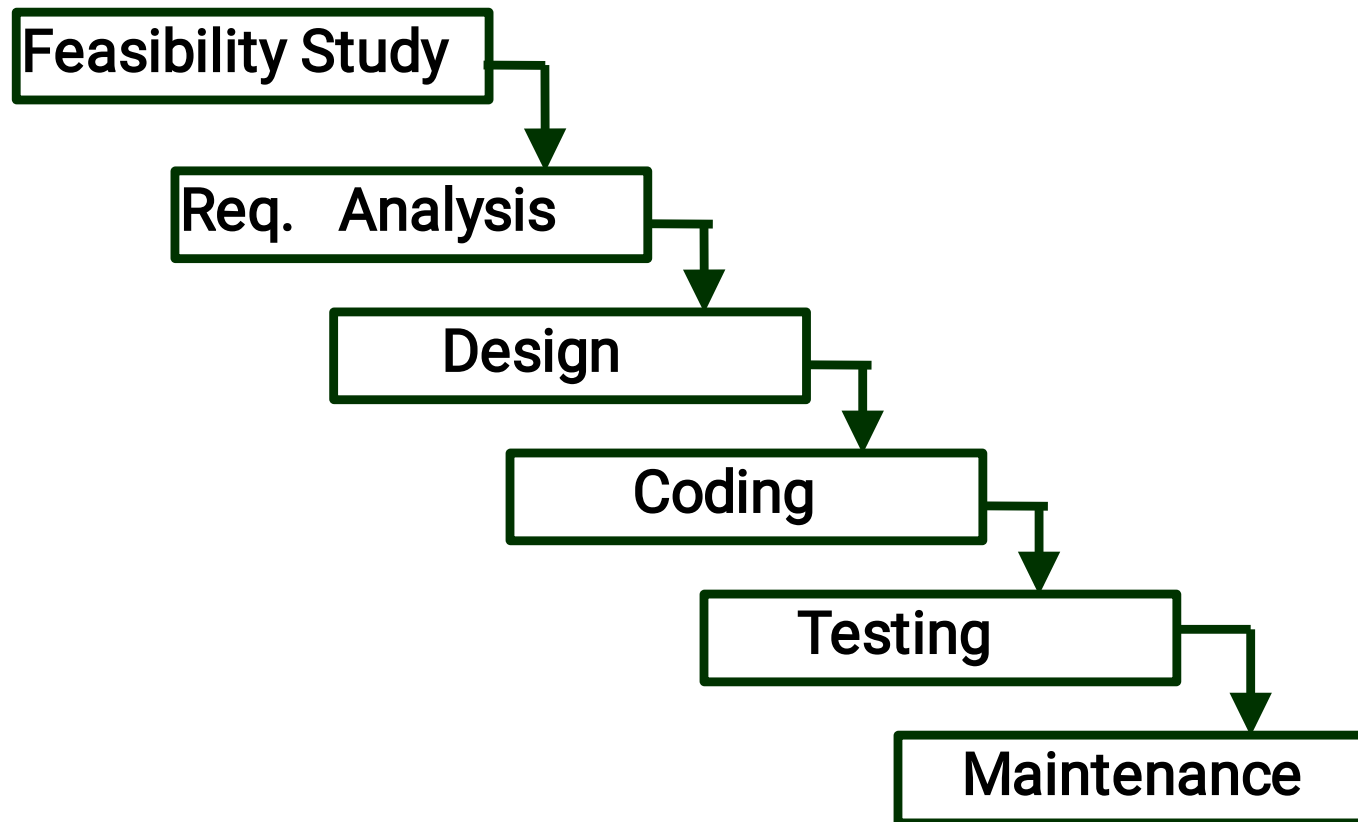 Feasibility Study
Req. Analysis
Design
Coding
Testing
Maintenance